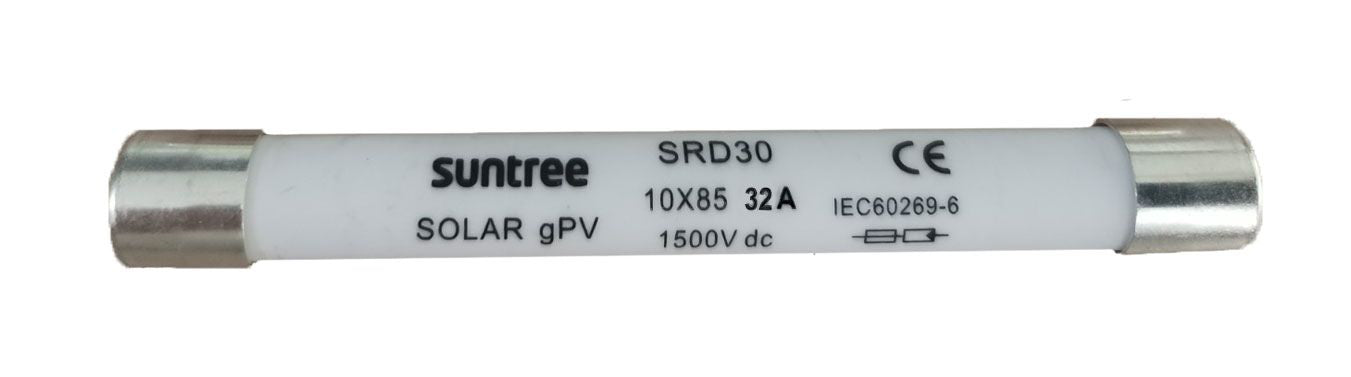 suntree
SOLAR gPV
SRD30
10X85 32A
1500V dc
CE
IEC60269-6